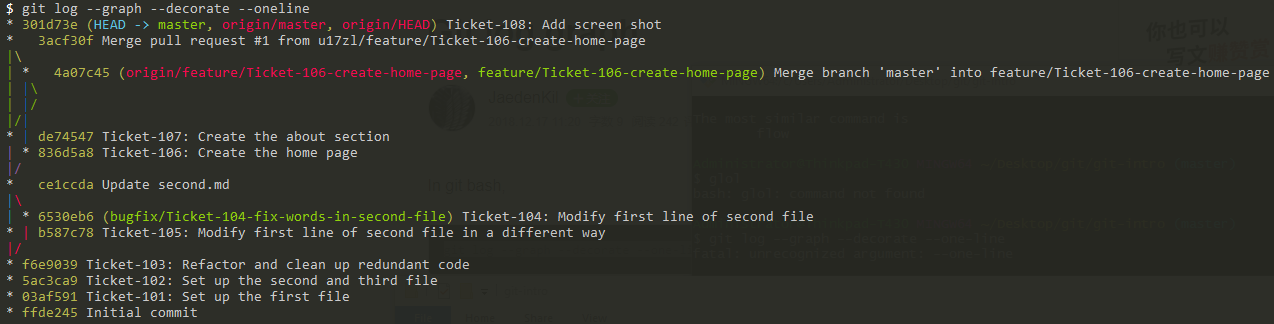 $ git log --graph --decorate --oneline
* 301d73e (HEAD -> master, origin/master, origin/HEAD) Ticket-108: Add screen shot
*   3acf30f Merge pull request #1 from u17zl/feature/Ticket-106-create-home-page
|\
| *   4a07c45 (origin/feature/Ticket-106-create-home-page, feature/Ticket-106-create-home-page) Merge branch 'master' into feature/Ticket-106-create-home-page
| |\
| |/
|/|
* | de74547 Ticket-107: Create the about section
| * 836d5a8 Ticket-106: Create the home page
|/
*   ce1ccda Update second.md
|\
| * 6530eb6 (bugfix/Ticket-104-fix-words-in-second-file) Ticket-104: Modify first line of second file
* | b587c78 Ticket-105: Modify first line of second file in a different way
|/
* f6e9039 Ticket-103: Refactor and clean up redundant code
* 5ac3ca9 Ticket-102: Set up the second and third file
* 03af591 Ticket-101: Set up the first file
* ffde245 Initial commit
你也可以